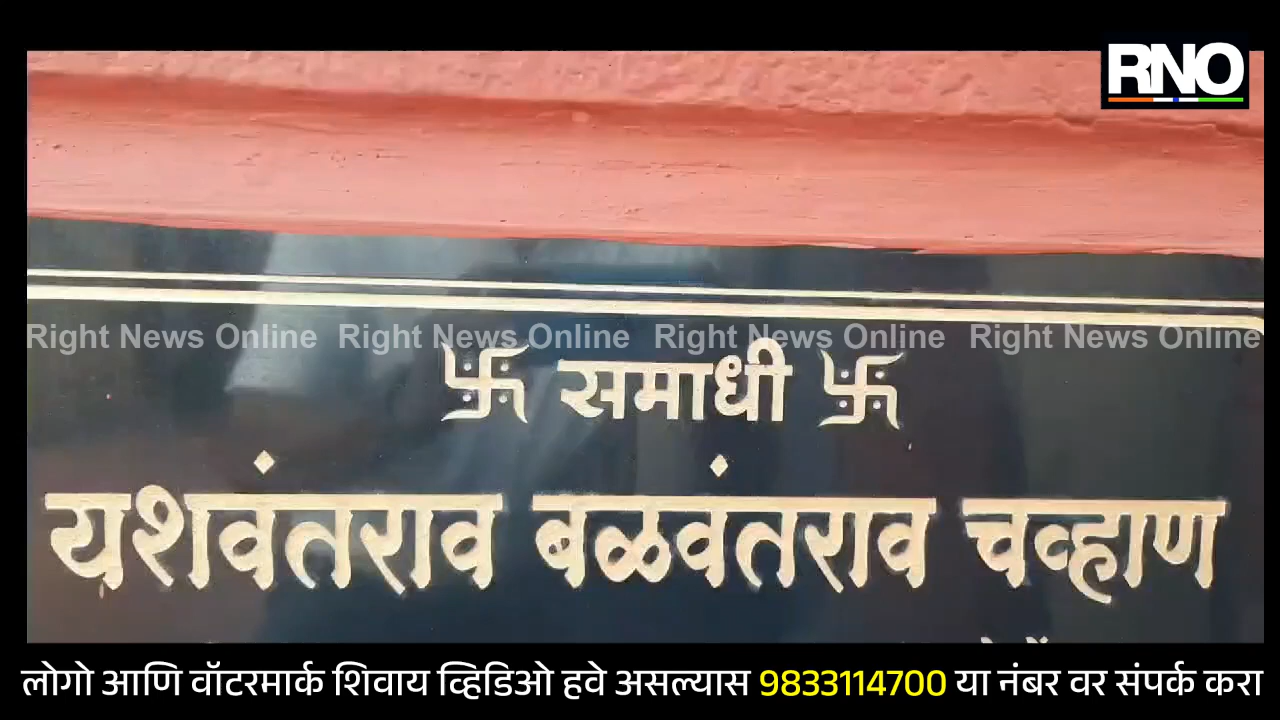 RNO
Right News Online Right News Online Right News Online Right News Online
卐 समाधी 卐
यशवंतराव बळवंतराव चव्हाण
लोगो आणि वॉटरमार्क शिवाय व्हिडिओ हवे असल्यास 9833114700 या नंबर वर संपर्क करा